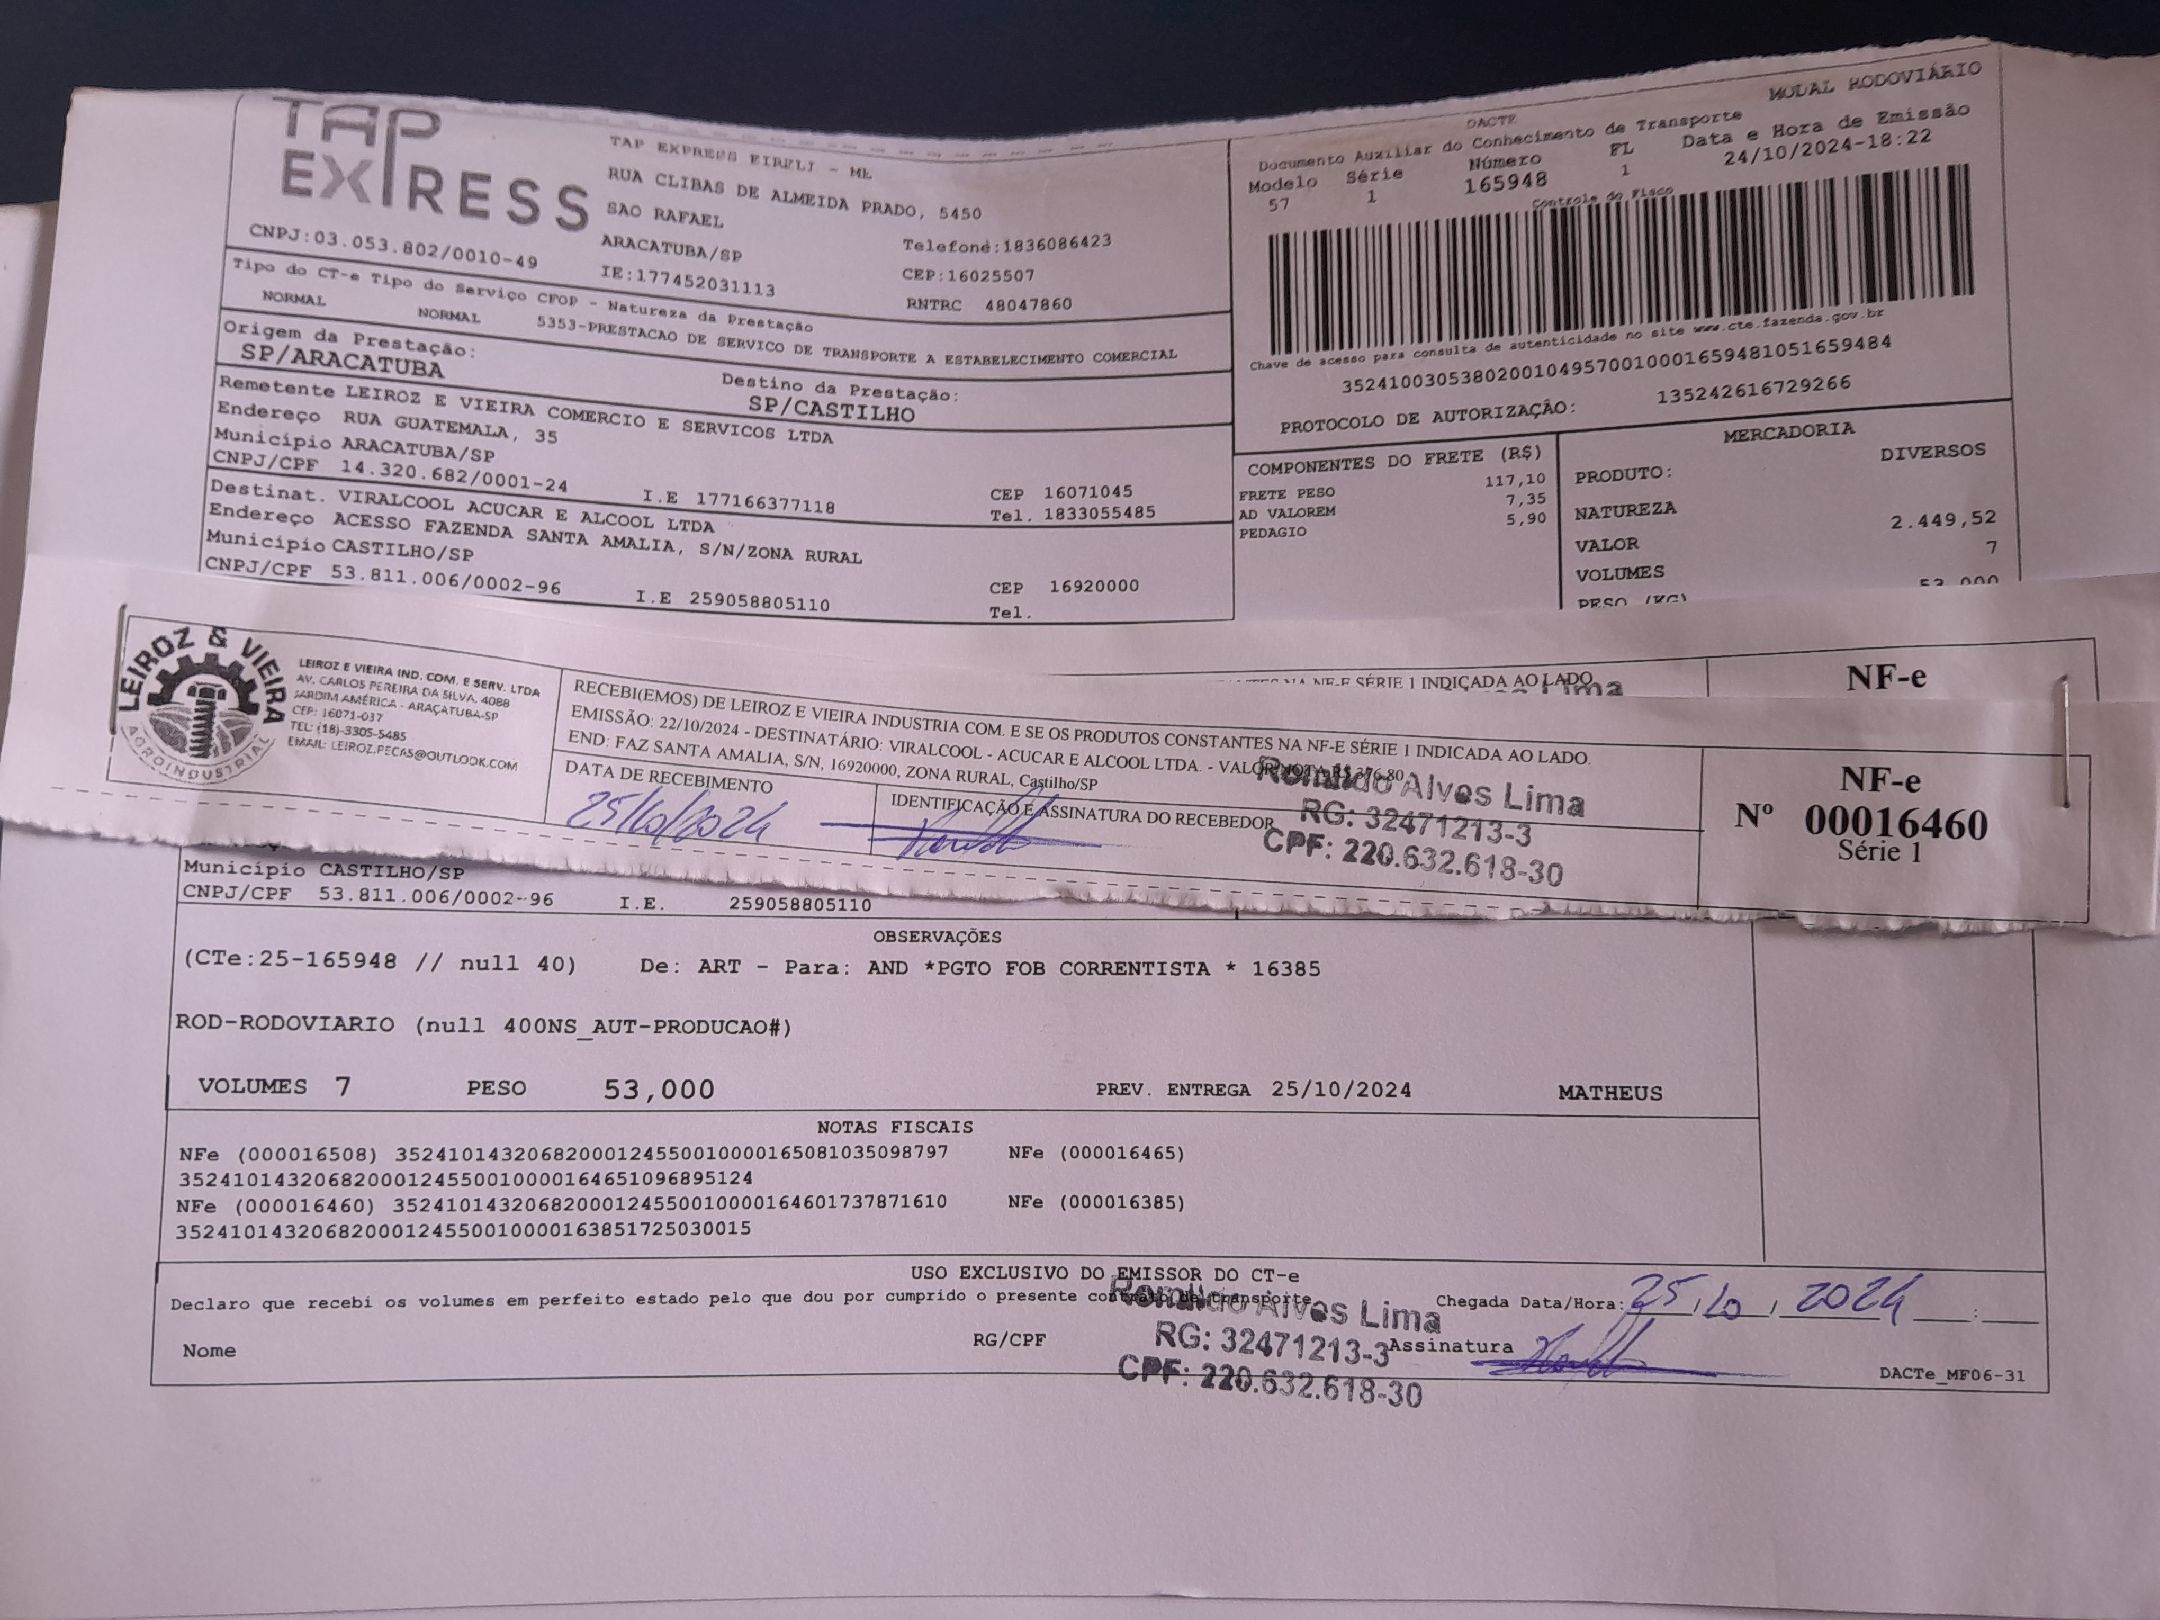 TAP
EXPRESS
TAP EXPRESS EIRELI - ME
RUA CLIBAS DE ALMEIDA PRADO, 5450
SAO RAFAEL
ARACATUBA/SP
Telefone:1836086423
CNPJ:03.053.802/0010-49
IE:177452031113
CEP:16025507
RNTRC 48047860
Tipo do CT-e Tipo do Serviço CFOP - Natureza da Prestação
NORMAL NORMAL 5353-PRESTACAO DE SERVICO DE TRANSPORTE A ESTABELECIMENTO COMERCIAL
Origem da Prestação:
SP/ARACATUBA
Destino da Prestação:
SP/CASTILHO
Remetente LEIROZ E VIEIRA COMERCIO E SERVICOS LTDA
Endereço RUA GUATEMALA, 35
Município ARACATUBA/SP
CEP 16071045
CNPJ/CPF 14.320.682/0001-24 I.E 177166377118 Tel. 1833055485
Destinat. VIRALCOOL ACUCAR E ALCOOL LTDA
Endereço ACESSO FAZENDA SANTA AMALIA, S/N/ZONA RURAL
Município CASTILHO/SP
CEP 16920000
CNPJ/CPF 53.811.006/0002-96 I.E 259058805110 Tel.
MODAL RODOVIÁRIO
DACTE
Documento Auxiliar do Conhecimento de Transporte
Modelo Série Número FL Data e Hora de Emissão
57 1 165948 1 24/10/2024-18:22
Controle do Fisco
Chave de acesso para consulta de autenticidade no site www.cte.fazenda.gov.br
35241003053802001049570010001659481051659484
PROTOCOLO DE AUTORIZAÇÃO: 135242616729266
COMPONENTES DO FRETE (R$)
FRETE PESO 117,10
AD VALOREM 7,35
PEDAGIO 5,90
MERCADORIA
PRODUTO: DIVERSOS
NATUREZA
VALOR 2.449,52
VOLUMES 7
PESO (KG) 53,000
NF-e
LEIROZ & VIEIRA
AGROINDUSTRIAL
LEIROZ E VIEIRA IND. COM. E SERV. LTDA
AV. CARLOS PEREIRA DA SILVA, 4088
JARDIM AMÉRICA - ARAÇATUBA-SP
CEP: 16071-037
TEL: (18)-3305-5485
EMAIL: LEIROZ.PECAS@OUTLOOK.COM
NA NF-E SÉRIE 1 INDICADA AO LADO
RECEBI(EMOS) DE LEIROZ E VIEIRA INDUSTRIA COM. E SE OS PRODUTOS CONSTANTES NA NF-E SÉRIE 1 INDICADA AO LADO.
EMISSÃO: 22/10/2024 - DESTINATÁRIO: VIRALCOOL - ACUCAR E ALCOOL LTDA. - VALOR NOTA R$ 376,80
END: FAZ SANTA AMALIA, S/N, 16920000, ZONA RURAL, Castilho/SP
DATA DE RECEBIMENTO
25/10/2024
IDENTIFICAÇÃO E ASSINATURA DO RECEBEDOR
Romildo Alves Lima
RG: 32471213-3
CPF: 220.632.618-30
NF-e
Nº 00016460
Série 1
Município CASTILHO/SP
CNPJ/CPF 53.811.006/0002-96 I.E. 259058805110
OBSERVAÇÕES
(CTe:25-165948 // null 40) De: ART - Para: AND *PGTO FOB CORRENTISTA * 16385
ROD-RODOVIARIO (null 400NS_AUT-PRODUCAO#)
VOLUMES 7 PESO 53,000 PREV. ENTREGA 25/10/2024 MATHEUS
NOTAS FISCAIS
NFe (000016508) 35241014320682000124550010000165081035098797 NFe (000016465)
35241014320682000124550010000164651096895124
NFe (000016460) 35241014320682000124550010000164601737871610 NFe (000016385)
35241014320682000124550010000163851725030015
USO EXCLUSIVO DO EMISSOR DO CT-e
Declaro que recebi os volumes em perfeito estado pelo que dou por cumprido o presente contrato de transporte.
Chegada Data/Hora: 25/10/2024
Nome
RG/CPF
Romildo Alves Lima
RG: 32471213-3
CPF: 220.632.618-30
Assinatura
DACTe_MF06-31